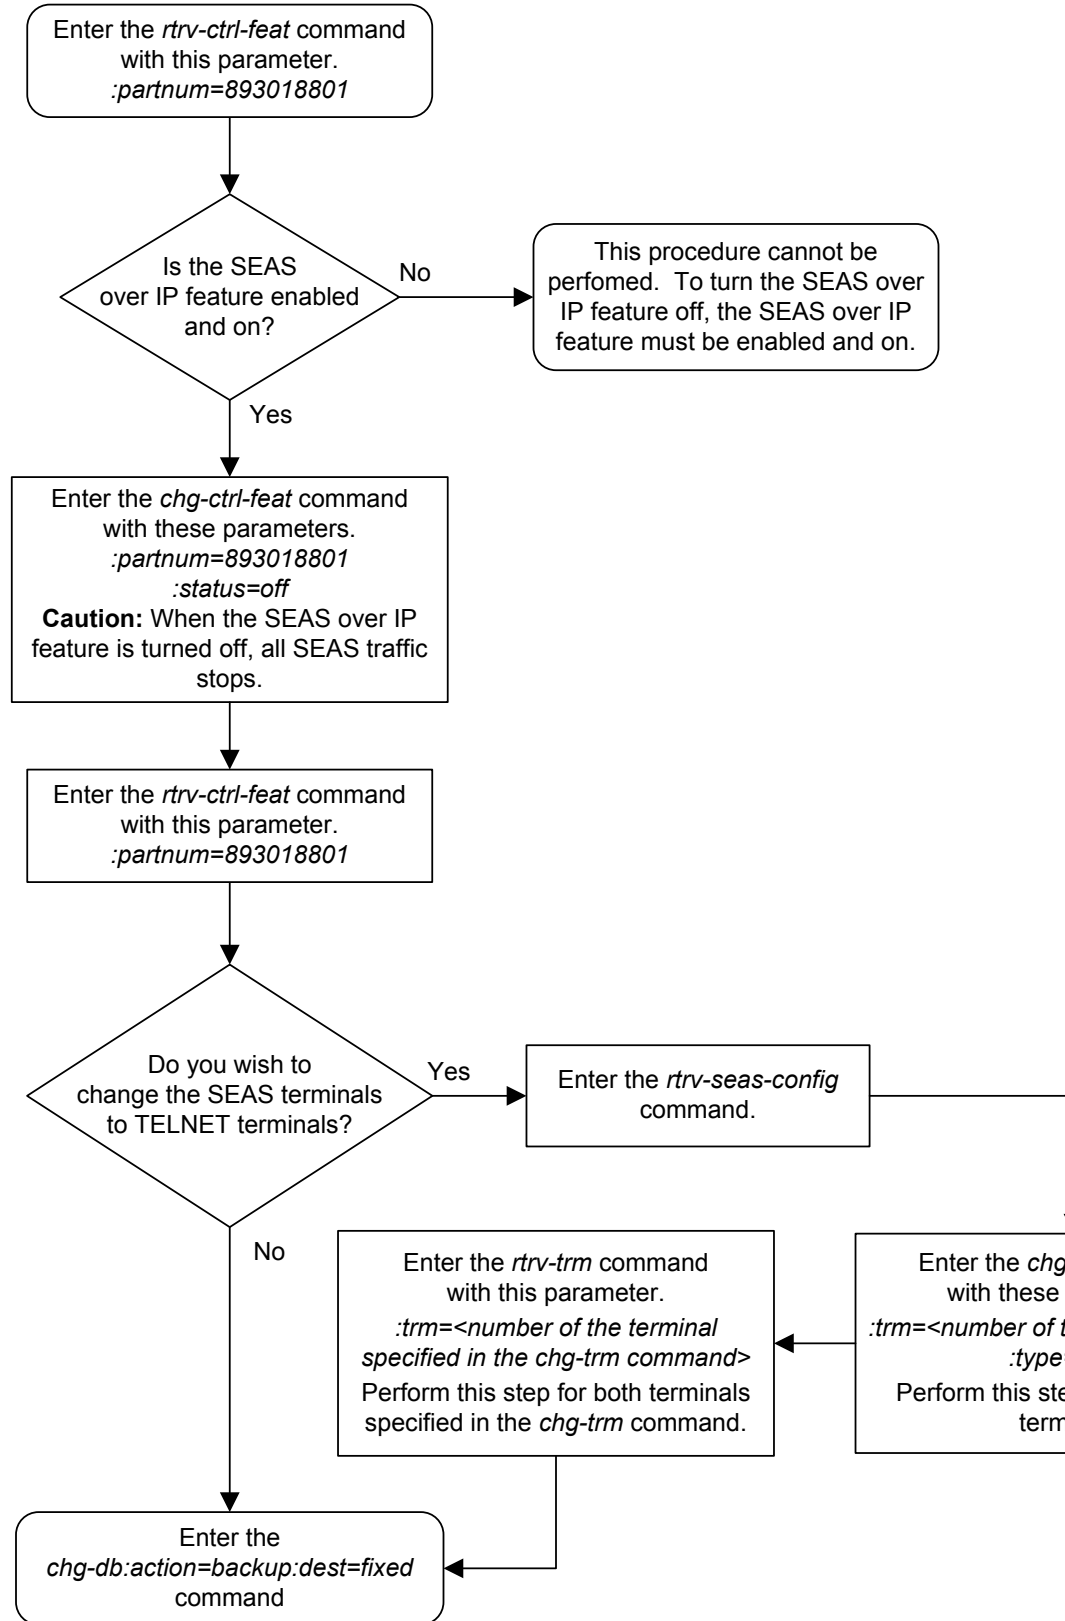 Enter the rtrv-ctrl-feat command
with this parameter.
:partnum=893018801
Is the SEAS
over IP feature enabled
and on?
No
This procedure cannot be
perfomed. To turn the SEAS over
IP feature off, the SEAS over IP
feature must be enabled and on.
Yes
Enter the chg-ctrl-feat command
with these parameters.
:partnum=893018801
:status=off
Caution: When the SEAS over IP
feature is turned off, all SEAS traffic
stops.
Enter the rtrv-ctrl-feat command
with this parameter.
:partnum=893018801
Do you wish to
change the SEAS terminals
to TELNET terminals?
Yes
Enter the rtrv-seas-config
command.
No
Enter the rtrv-trm command
with this parameter.
:trm=<number of the terminal
specified in the chg-trm command>
Perform this step for both terminals
specified in the chg-trm command.
Enter the chg
with these
:trm=<number of
:type
Perform this
Enter the
chg-db:action=backup:dest=fixed
command